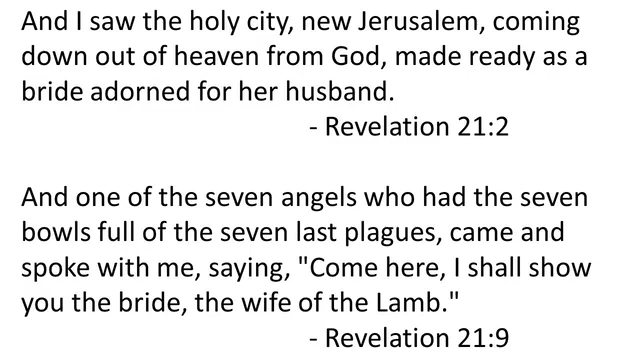 And I saw the holy city, new Jerusalem, coming
down out of heaven from God, made ready as a
bride adorned for her husband.
- Revelation 21:2
And one of the seven angels who had the seven
bowls full of the seven last plagues, came and
spoke with me, saying, "Come here, I shall show
you the bride, the wife of the Lamb."
- Revelation 21:9